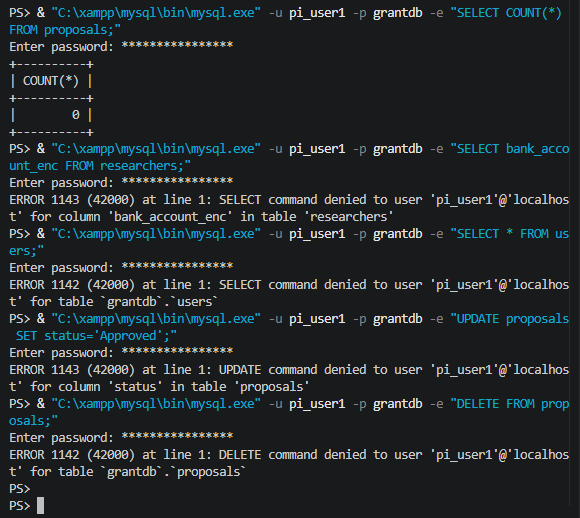 PS> & "C:\xampp\mysql\bin\mysql.exe" -u pi_user1 -p grantdb -e "SELECT COUNT(*)
FROM proposals;"
Enter password: ****************
+----------+
| COUNT(*) |
+----------+
|        0 |
+----------+
PS> & "C:\xampp\mysql\bin\mysql.exe" -u pi_user1 -p grantdb -e "SELECT bank_acco
unt_enc FROM researchers;"
Enter password: ****************
ERROR 1143 (42000) at line 1: SELECT command denied to user 'pi_user1'@'localhos
t' for column 'bank_account_enc' in table 'researchers'
PS> & "C:\xampp\mysql\bin\mysql.exe" -u pi_user1 -p grantdb -e "SELECT * FROM us
ers;"
Enter password: ****************
ERROR 1142 (42000) at line 1: SELECT command denied to user 'pi_user1'@'localhos
t' for table `grantdb`.`users`
PS> & "C:\xampp\mysql\bin\mysql.exe" -u pi_user1 -p grantdb -e "UPDATE proposals
 SET status='Approved';"
Enter password: ****************
ERROR 1143 (42000) at line 1: UPDATE command denied to user 'pi_user1'@'localhos
t' for column 'status' in table 'proposals'
PS> & "C:\xampp\mysql\bin\mysql.exe" -u pi_user1 -p grantdb -e "DELETE FROM prop
osals;"
Enter password: ****************
ERROR 1142 (42000) at line 1: DELETE command denied to user 'pi_user1'@'localhos
t' for table `grantdb`.`proposals`
PS>
PS>